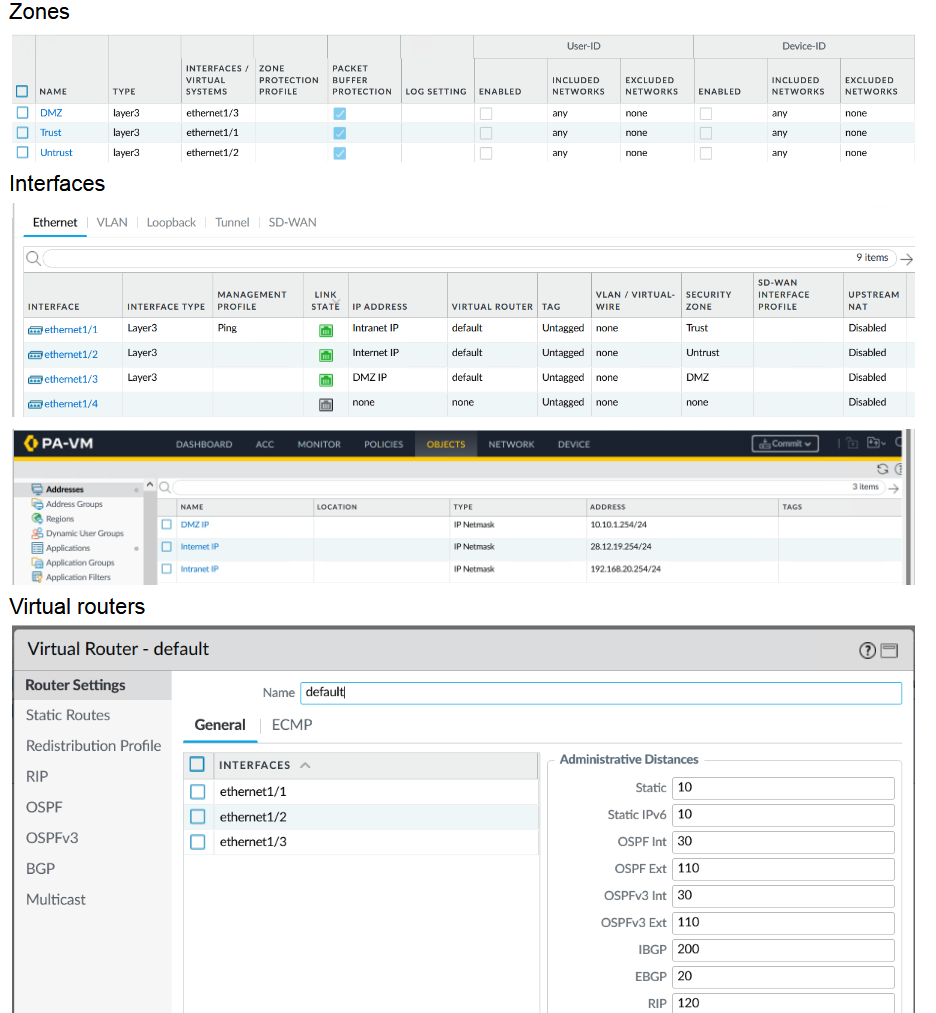 Zones
User-ID Device-ID
NAME TYPE INTERFACES / VIRTUAL SYSTEMS ZONE PROTECTION PROFILE PACKET BUFFER PROTECTION LOG SETTING ENABLED INCLUDED NETWORKS EXCLUDED NETWORKS ENABLED INCLUDED NETWORKS EXCLUDED NETWORKS
DMZ layer3 ethernet1/3 any none any none
Trust layer3 ethernet1/1 any none any none
Untrust layer3 ethernet1/2 any none any none
Interfaces
Ethernet VLAN Loopback Tunnel SD-WAN
9 items
INTERFACE INTERFACE TYPE MANAGEMENT PROFILE LINK STATE IP ADDRESS VIRTUAL ROUTER TAG VLAN / VIRTUAL-WIRE SECURITY ZONE SD-WAN INTERFACE PROFILE UPSTREAM NAT
ethernet1/1 Layer3 Ping Intranet IP default Untagged none Trust Disabled
ethernet1/2 Layer3 Internet IP default Untagged none Untrust Disabled
ethernet1/3 Layer3 DMZ IP default Untagged none DMZ Disabled
ethernet1/4 none none Untagged none none Disabled
PA-VM DASHBOARD ACC MONITOR POLICIES OBJECTS NETWORK DEVICE Commit
Addresses
Address Groups
Regions
Dynamic User Groups
Applications
Application Groups
Application Filters
3 items
NAME LOCATION TYPE ADDRESS TAGS
DMZ IP IP Netmask 10.10.1.254/24
Internet IP IP Netmask 28.12.19.254/24
Intranet IP IP Netmask 192.168.20.254/24
Virtual routers
Virtual Router - default
Router Settings
Static Routes
Redistribution Profile
RIP
OSPF
OSPFv3
BGP
Multicast
Name default
General ECMP
INTERFACES
ethernet1/1
ethernet1/2
ethernet1/3
Administrative Distances
Static 10
Static IPv6 10
OSPF Int 30
OSPF Ext 110
OSPFv3 Int 30
OSPFv3 Ext 110
IBGP 200
EBGP 20
RIP 120